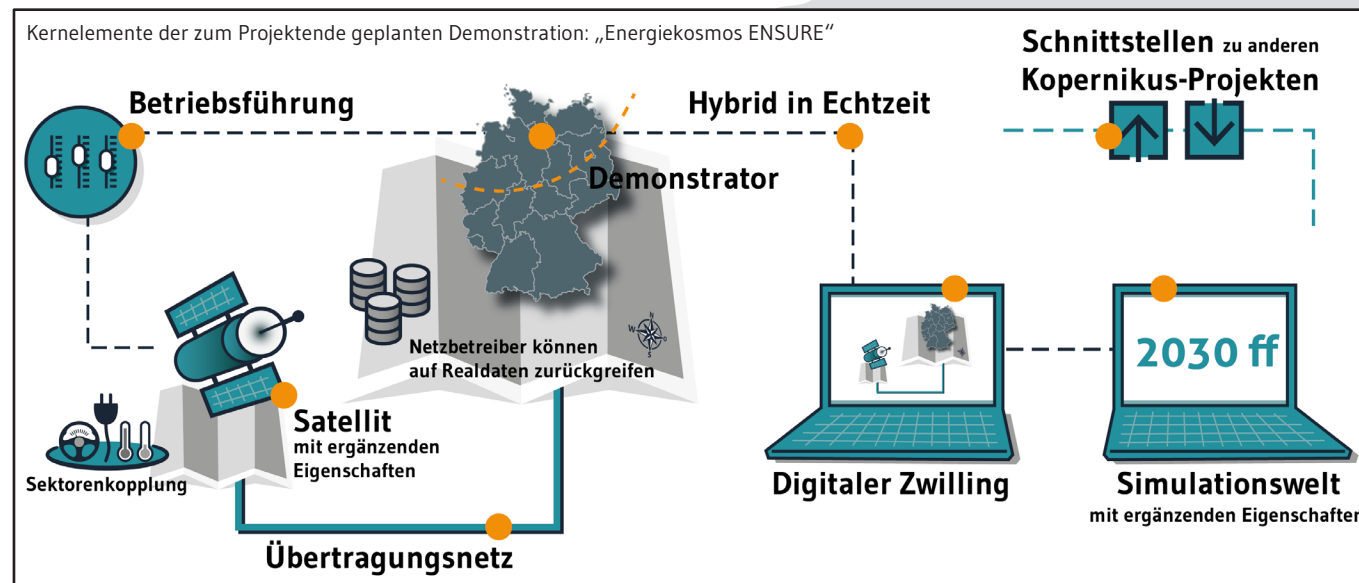 Kernelemente der zum Projektende geplanten Demonstration: „Energiekosmos ENSURE“
Schnittstellen zu anderen
Kopernikus-Projekten
Betriebsführung
Hybrid in Echtzeit
Demonstrator
N
W O
S
Netzbetreiber können
auf Realdaten zurückgreifen
2030 ff
Satellit
mit ergänzenden
Eigenschaften
Sektorenkopplung
Digitaler Zwilling
Simulationswelt
mit ergänzenden Eigenschaften
Übertragungsnetz